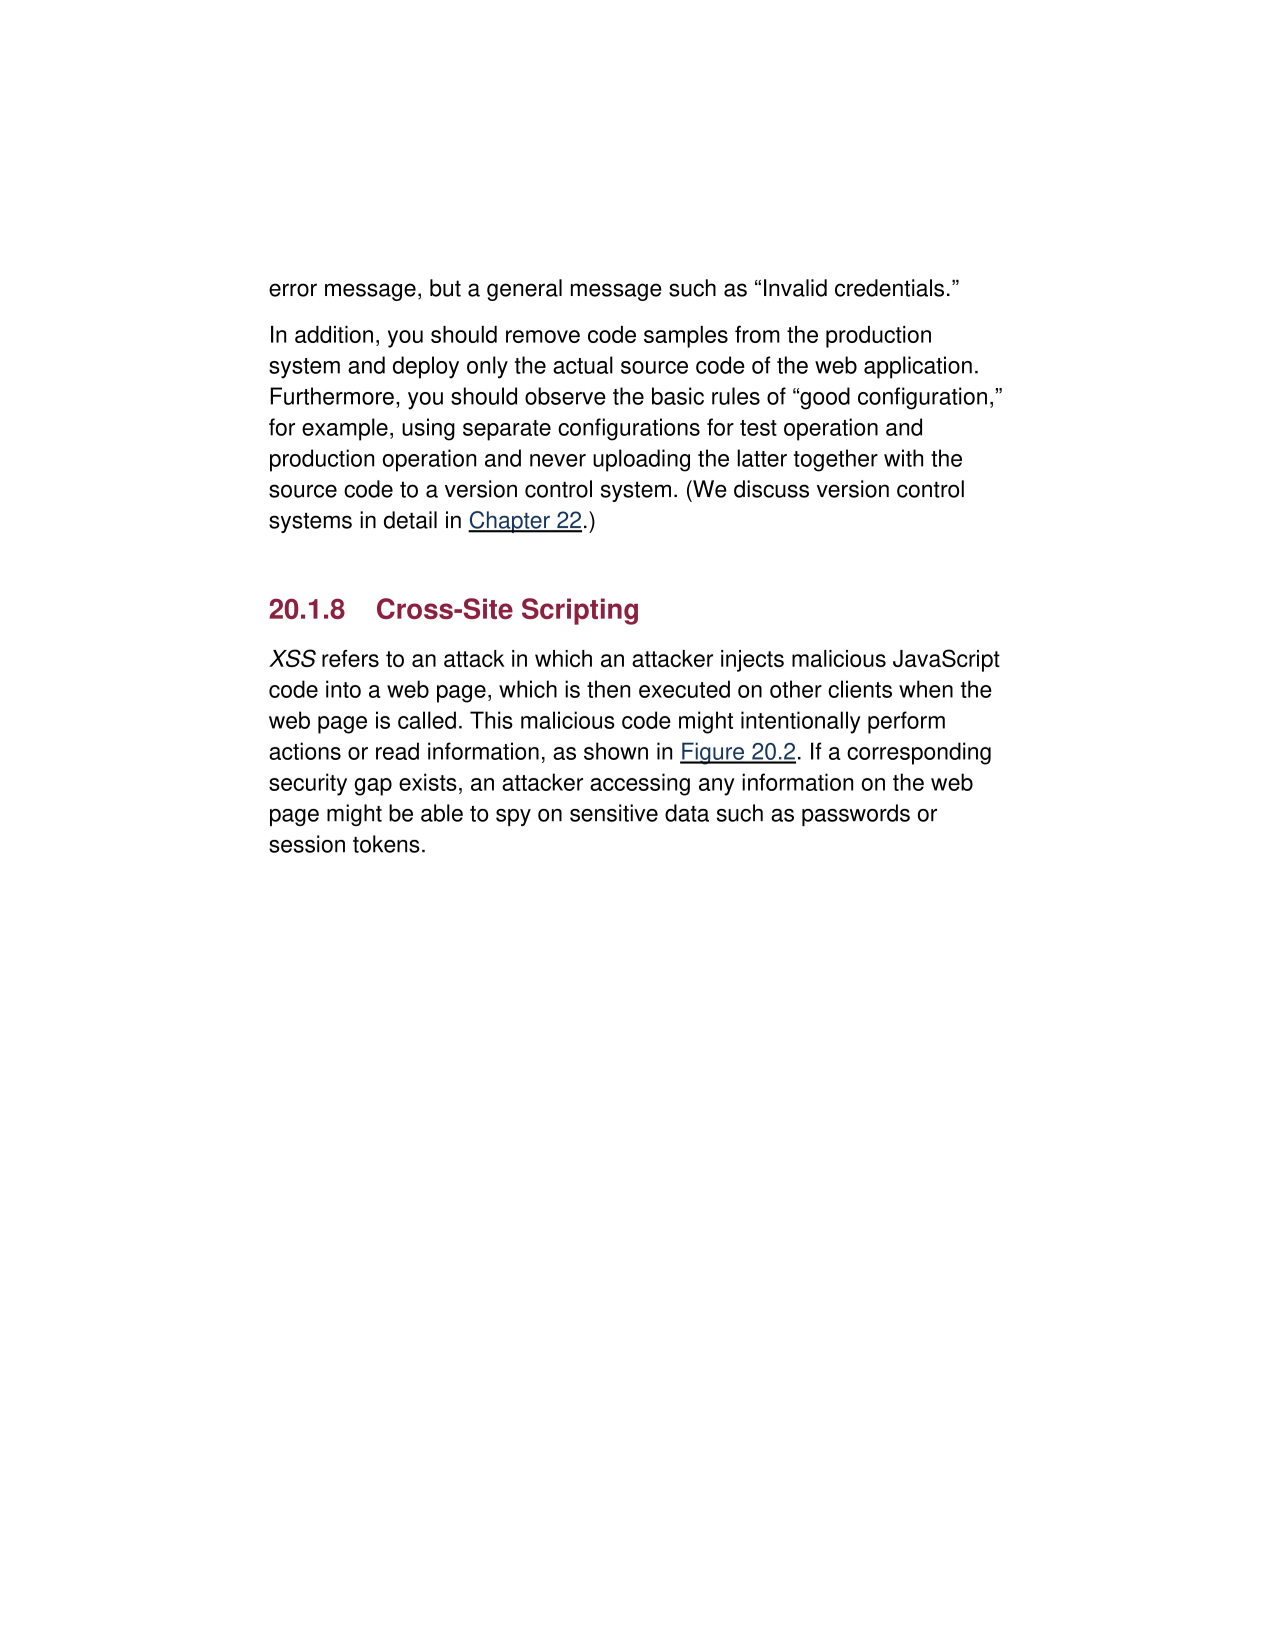 error message, but a general message such as “Invalid credentials.”
In addition, you should remove code samples from the production
system and deploy only the actual source code of the web application.
Furthermore, you should observe the basic rules of “good configuration,”
for example, using separate configurations for test operation and
production operation and never uploading the latter together with the
source code to a version control system. (We discuss version control
systems in detail in Chapter 22.)
20.1.8 Cross-Site Scripting
XSS refers to an attack in which an attacker injects malicious JavaScript
code into a web page, which is then executed on other clients when the
web page is called. This malicious code might intentionally perform
actions or read information, as shown in Figure 20.2. If a corresponding
security gap exists, an attacker accessing any information on the web
page might be able to spy on sensitive data such as passwords or
session tokens.